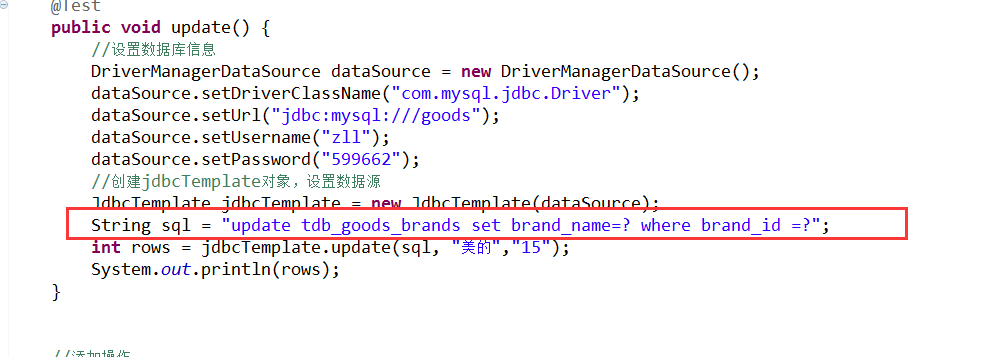 @Test
public void update() {
//设置数据库信息
DriverManagerDataSource dataSource = new DriverManagerDataSource();
dataSource.setDriverClassName("com.mysql.jdbc.Driver");
dataSource.setUrl("jdbc:mysql:///goods");
dataSource.setUsername("zll");
dataSource.setPassword("599662");
//创建jdbcTemplate对象，设置数据源
JdbcTemplate jdbcTemplate = new JdbcTemplate(dataSource);
String sql = "update tdb_goods_brands set brand_name=? where brand_id =?";
int rows = jdbcTemplate.update(sql, "美的","15");
System.out.println(rows);
}
//添加操作